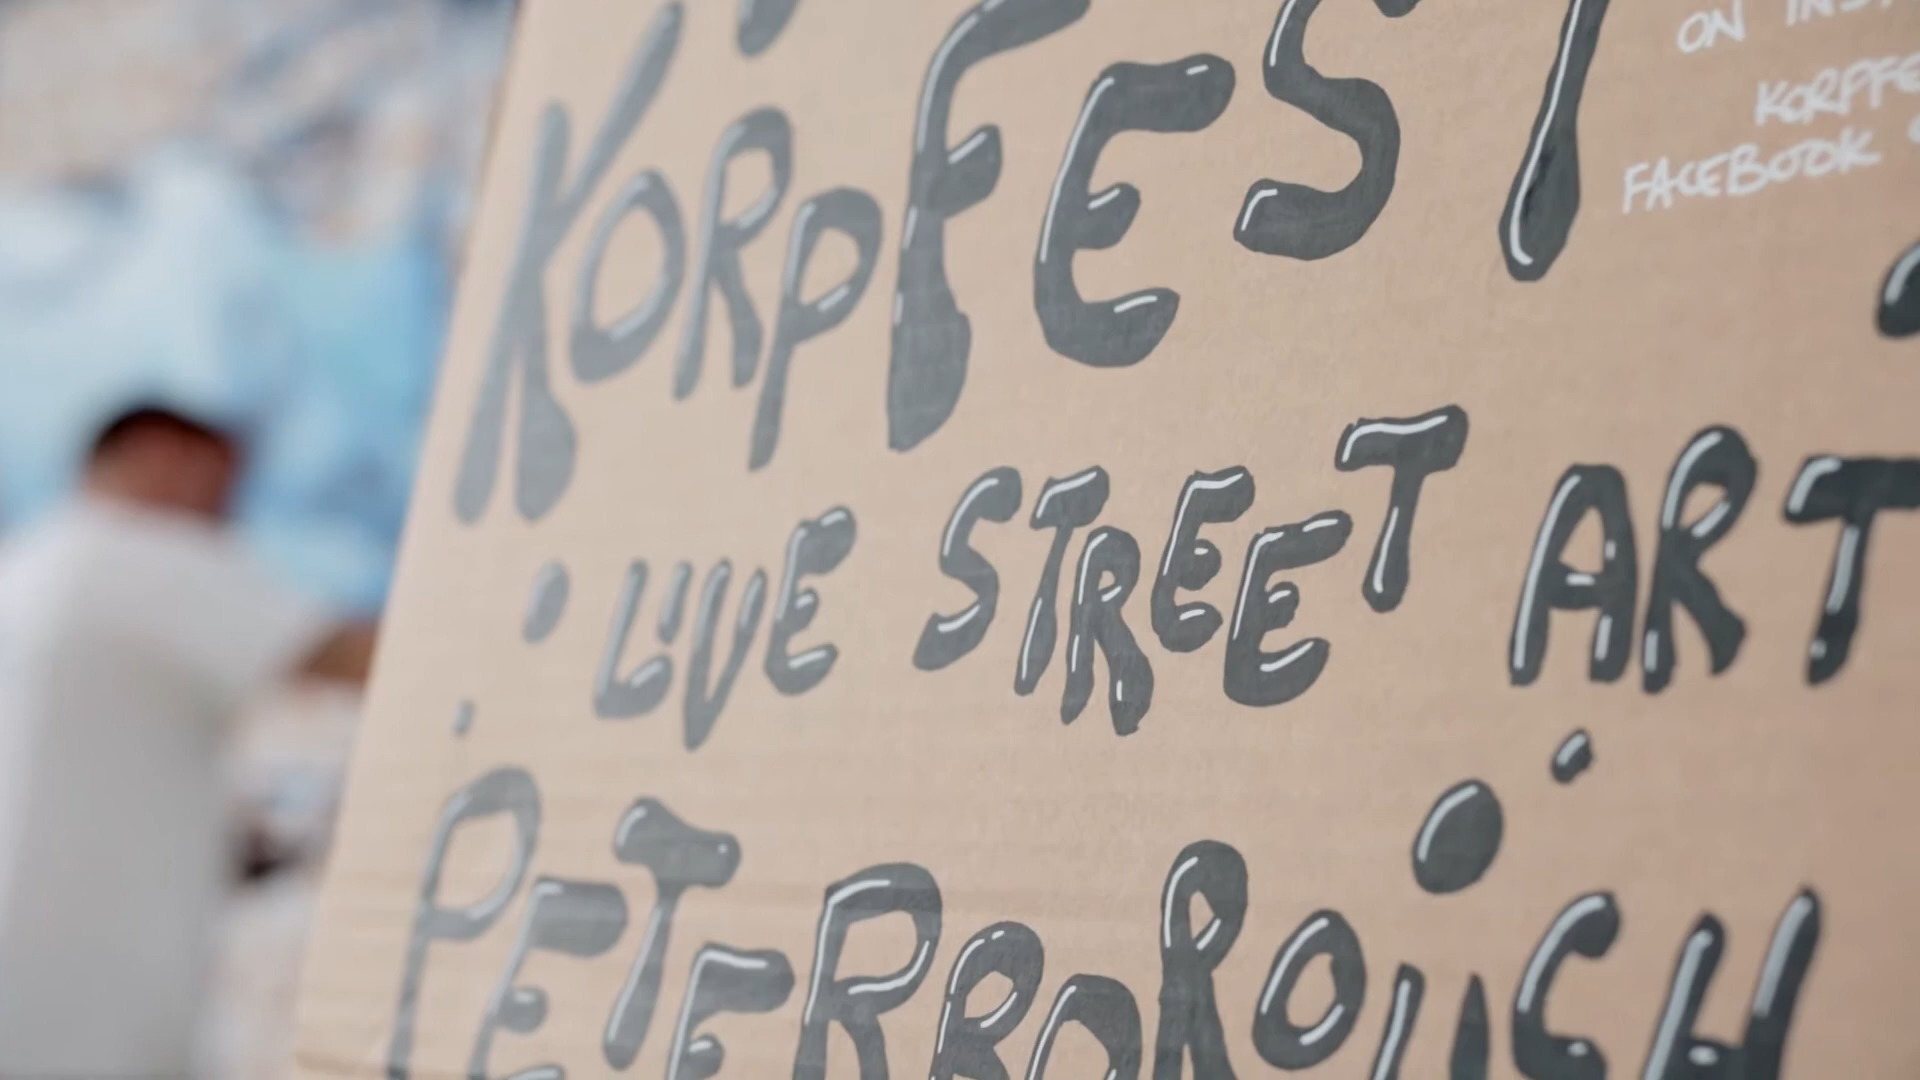 KORPFEST
ON INS
KORPFE
FACEBOOK
LIVE STREET ART
PETERBOROUGH